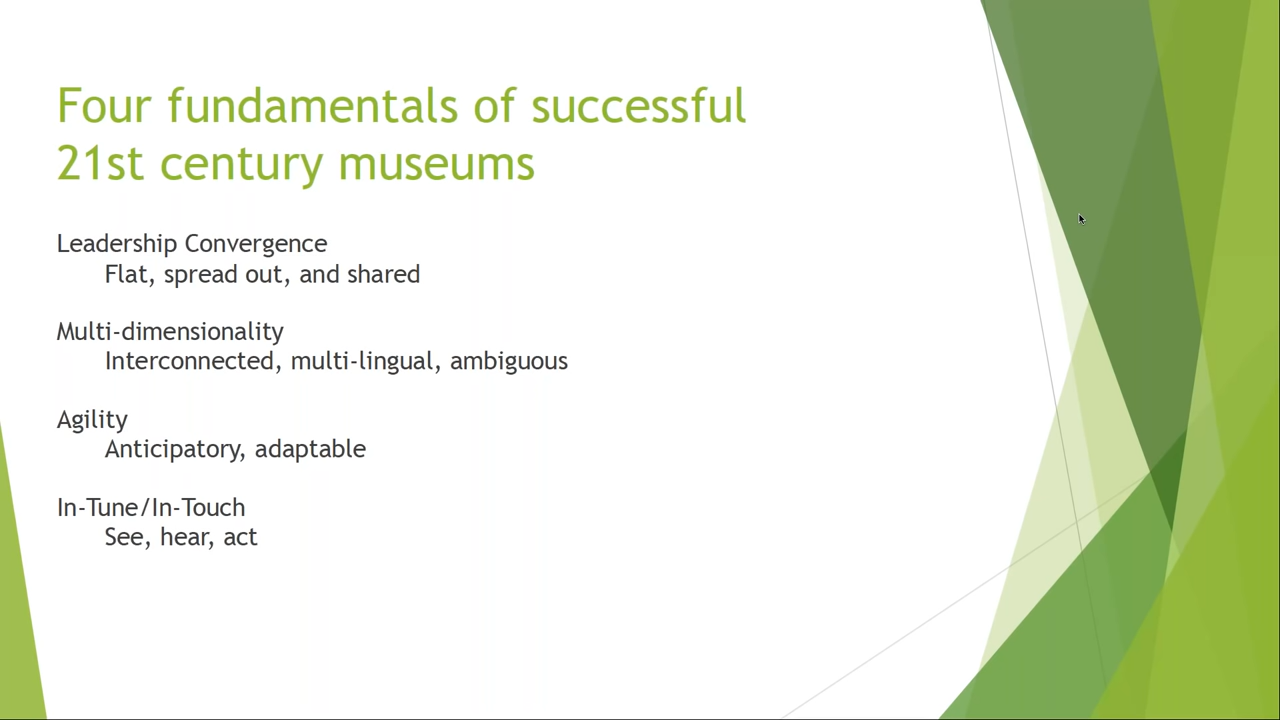 Four fundamentals of successful
21st century museums
Leadership Convergence
Flat, spread out, and shared
Multi-dimensionality
Interconnected, multi-lingual, ambiguous
Agility
Anticipatory, adaptable
In-Tune/In-Touch
See, hear, act